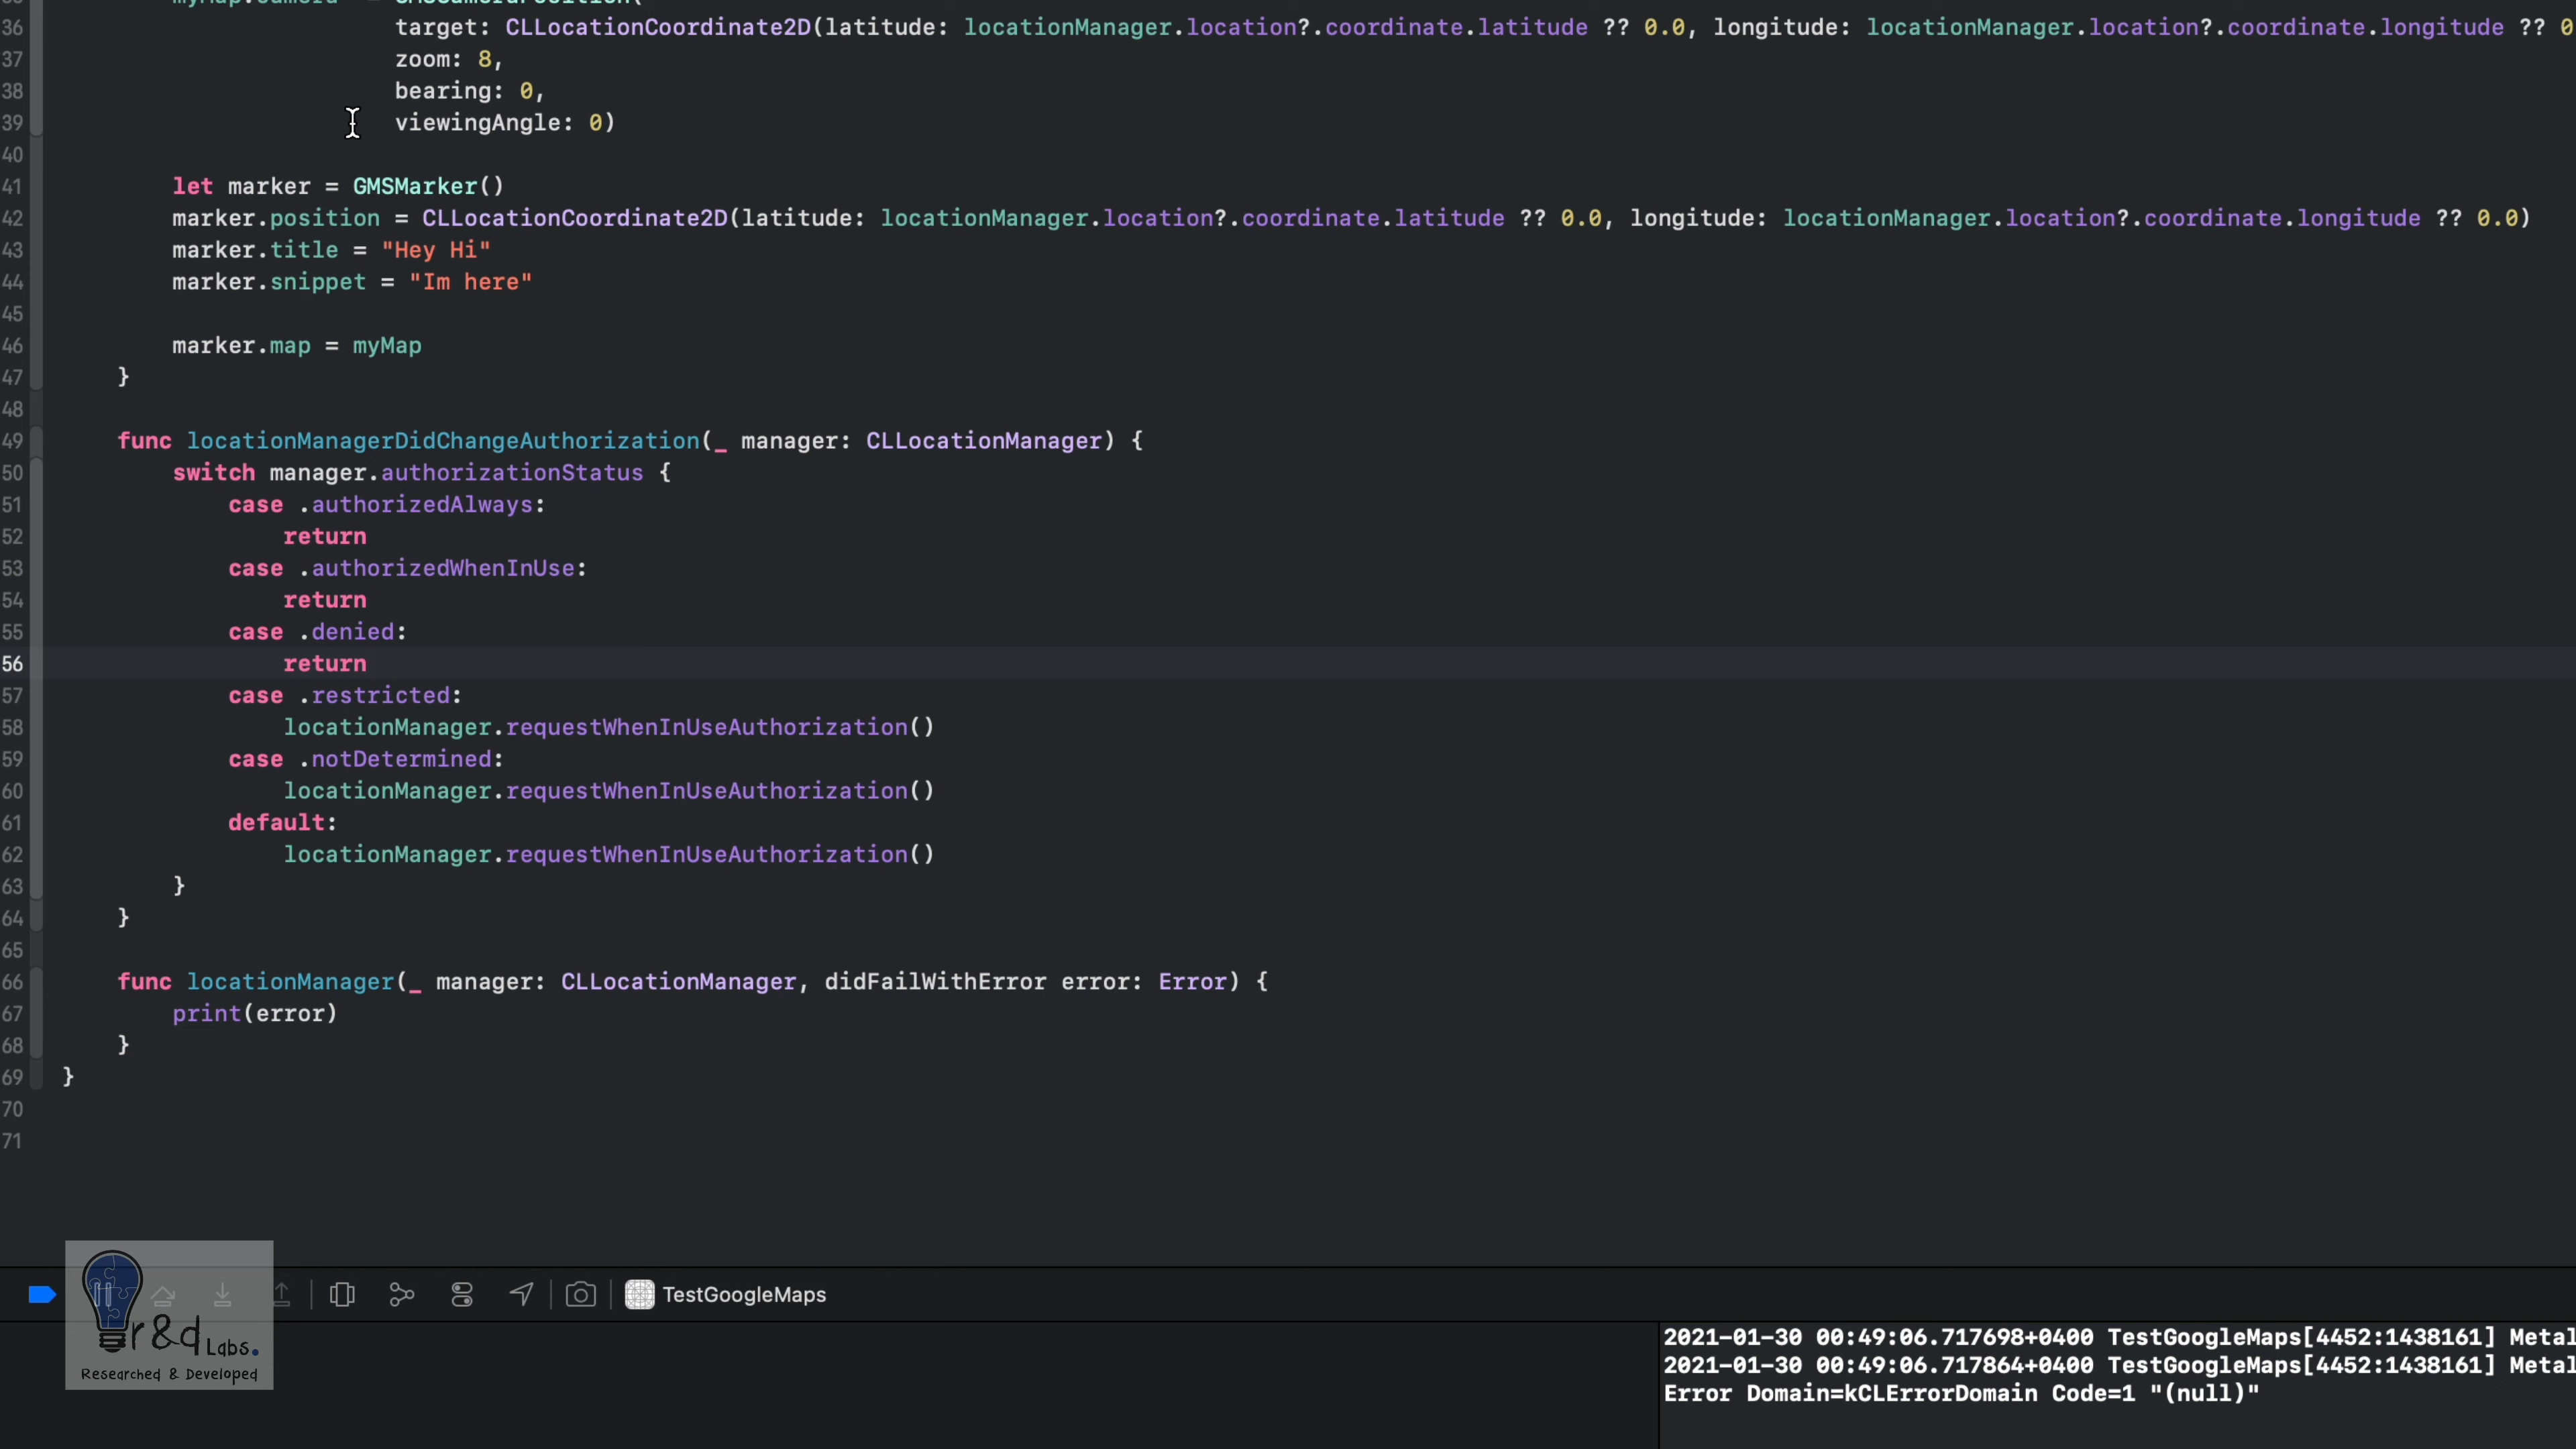 35 myMap.camera = GMSCameraPosition(
36 target: CLLocationCoordinate2D(latitude: locationManager.location?.coordinate.latitude ?? 0.0, longitude: locationManager.location?.coordinate.longitude ?? 0
37 zoom: 8,
38 bearing: 0,
39 viewingAngle: 0)
40
41 let marker = GMSMarker()
42 marker.position = CLLocationCoordinate2D(latitude: locationManager.location?.coordinate.latitude ?? 0.0, longitude: locationManager.location?.coordinate.longitude ?? 0.0)
43 marker.title = "Hey Hi"
44 marker.snippet = "Im here"
45
46 marker.map = myMap
47 }
48
49 func locationManagerDidChangeAuthorization(_ manager: CLLocationManager) {
50 switch manager.authorizationStatus {
51 case .authorizedAlways:
52 return
53 case .authorizedWhenInUse:
54 return
55 case .denied:
56 return
57 case .restricted:
58 locationManager.requestWhenInUseAuthorization()
59 case .notDetermined:
60 locationManager.requestWhenInUseAuthorization()
61 default:
62 locationManager.requestWhenInUseAuthorization()
63 }
64 }
65
66 func locationManager(_ manager: CLLocationManager, didFailWithError error: Error) {
67 print(error)
68 }
69 }
70
71
TestGoogleMaps
r&d Labs.
Researched & Developed
2021-01-30 00:49:06.717698+0400 TestGoogleMaps[4452:1438161] Metal
2021-01-30 00:49:06.717864+0400 TestGoogleMaps[4452:1438161] Metal
Error Domain=kCLErrorDomain Code=1 "(null)"